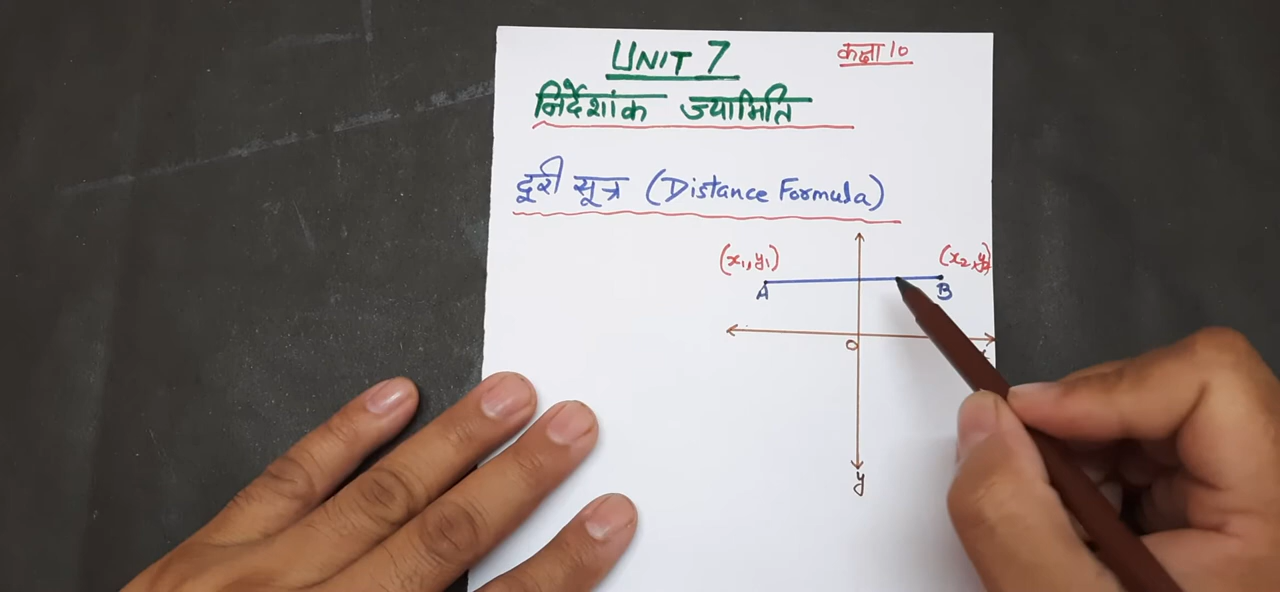 UNIT 7 कक्षा 10
निर्देशांक ज्यामिति
दूरी सूत्र (Distance Formula)
(x₁,y₁) (x₂,y₂)
A B
O
y